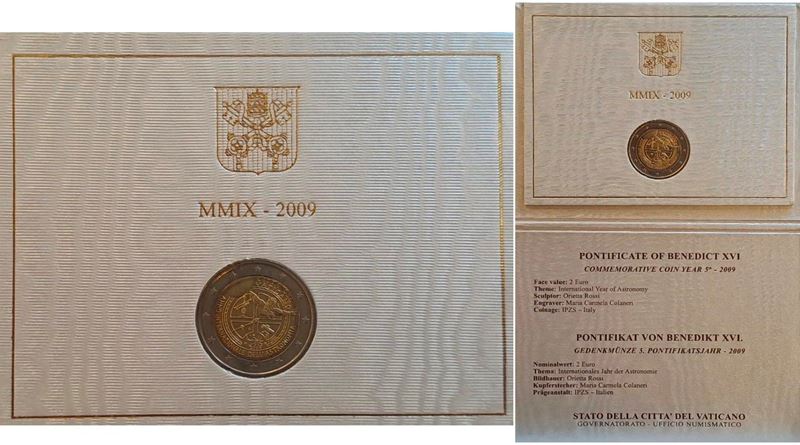 MMIX - 2009
MMIX - 2009
PONTIFICATE OF BENEDICT XVI
COMMEMORATIVE COIN YEAR 5° - 2009
Face value: 2 Euro
Theme: International Year of Astronomy
Sculptor: Orietta Rossi
Engraver: Maria Carmela Colaneri
Coinage: IPZS – Italy
PONTIFIKAT VON BENEDIKT XVI.
GEDENKMÜNZE 5. PONTIFIKATSJAHR - 2009
Nominalwert: 2 Euro
Thema: Internationales Jahr der Astronomie
Bildhauer: Orietta Rossi
Kupferstecher: Maria Carmela Colaneri
Prägeanstalt: IPZS – Italien
STATO DELLA CITTA' DEL VATICANO
GOVERNATORATO - UFFICIO NUMISMATICO